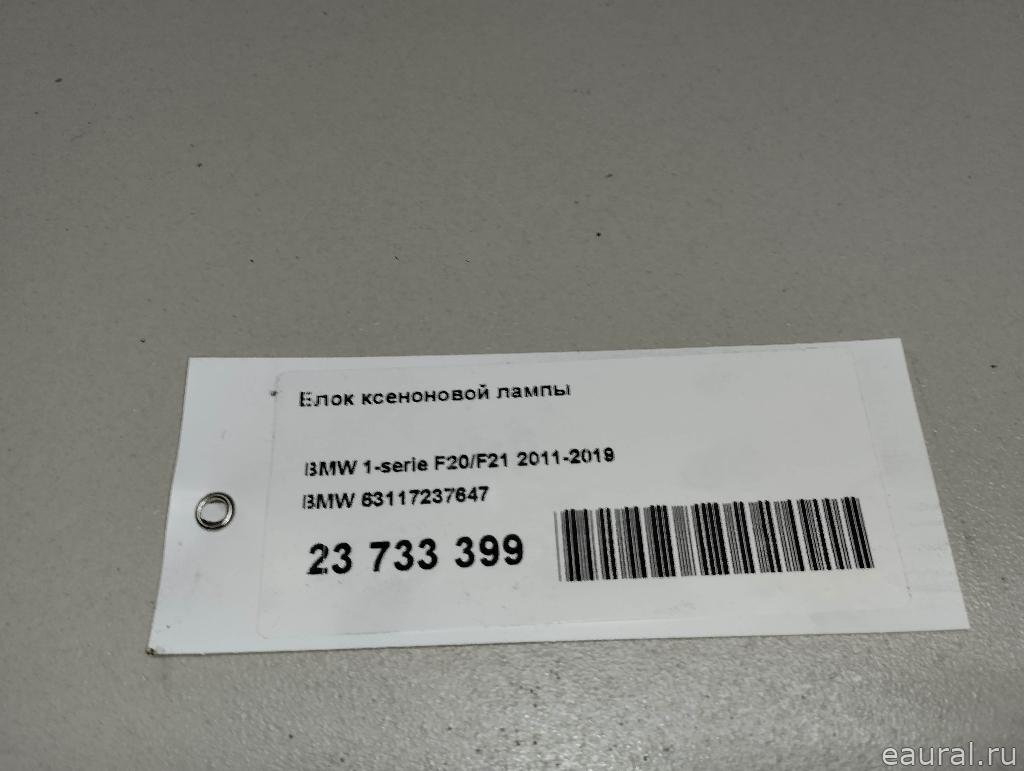 Блок ксеноновой лампы
BMW 1-serie F20/F21 2011-2019
BMW 63117237647
23 733 399
eaural.ru